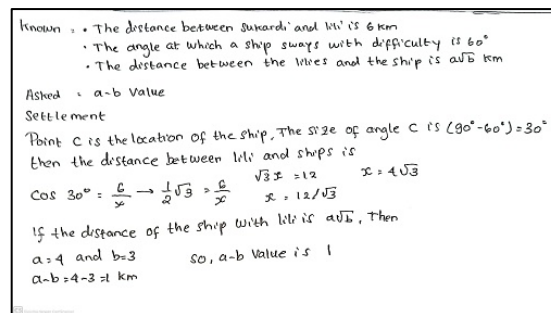 Known : • The distance between Sukardi and lili is 6 km
• The angle at which a ship sways with difficulty is 60°
• The distance between the lilies and the ship is a√b km
Asked : a-b Value
Settlement
Point C is the location of the ship, The size of angle C is (90°-60°)=30°
then the distance between lili and ships is
cos 30° = 6/x → 1/2 √3 = 6/x √3 x = 12 x = 4√3
x = 12/√3
if the distance of the ship with lili is a√b, Then
a=4 and b=3 so, a-b value is 1
a-b=4-3=1 km